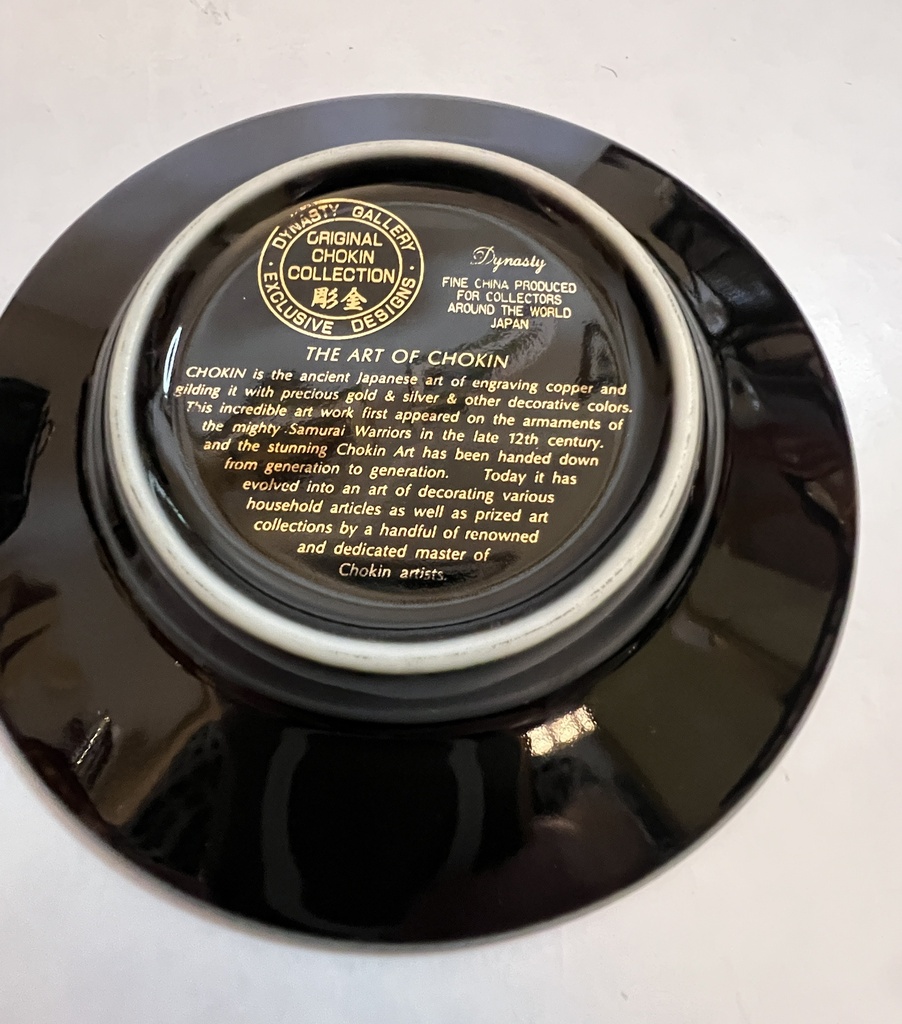 DYNASTY GALLERY
ORIGINAL
CHOKIN
COLLECTION
彫金
· EXCLUSIVE DESIGNS ·
Dynasty
FINE CHINA PRODUCED
FOR COLLECTORS
AROUND THE WORLD
JAPAN
THE ART OF CHOKIN
CHOKIN is the ancient Japanese art of engraving copper and
gilding it with precious gold & silver & other decorative colors.
This incredible art work first appeared on the armaments of
the mighty Samurai Warriors in the late 12th century.
and the stunning Chokin Art has been handed down
from generation to generation. Today it has
evolved into an art of decorating various
household articles as well as prized art
collections by a handful of renowned
and dedicated master of
Chokin artists.